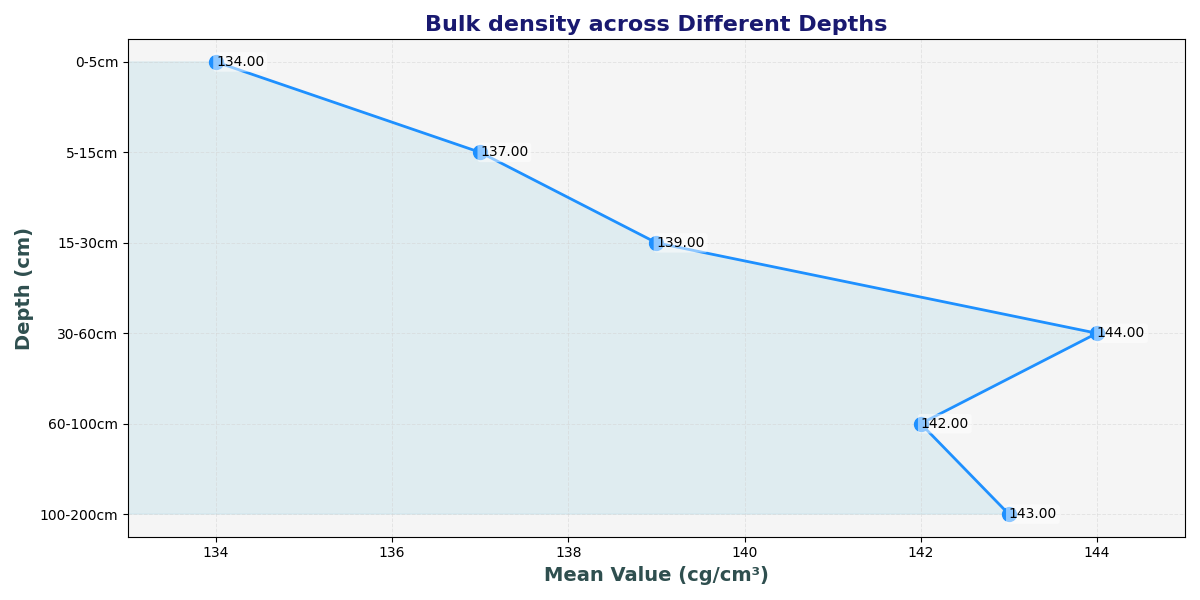 Bulk density across Different Depths
Depth (cm)
0-5cm
5-15cm
15-30cm
30-60cm
60-100cm
100-200cm
134.00
137.00
139.00
144.00
142.00
143.00
134
136
138
140
142
144
Mean Value (cg/cm³)